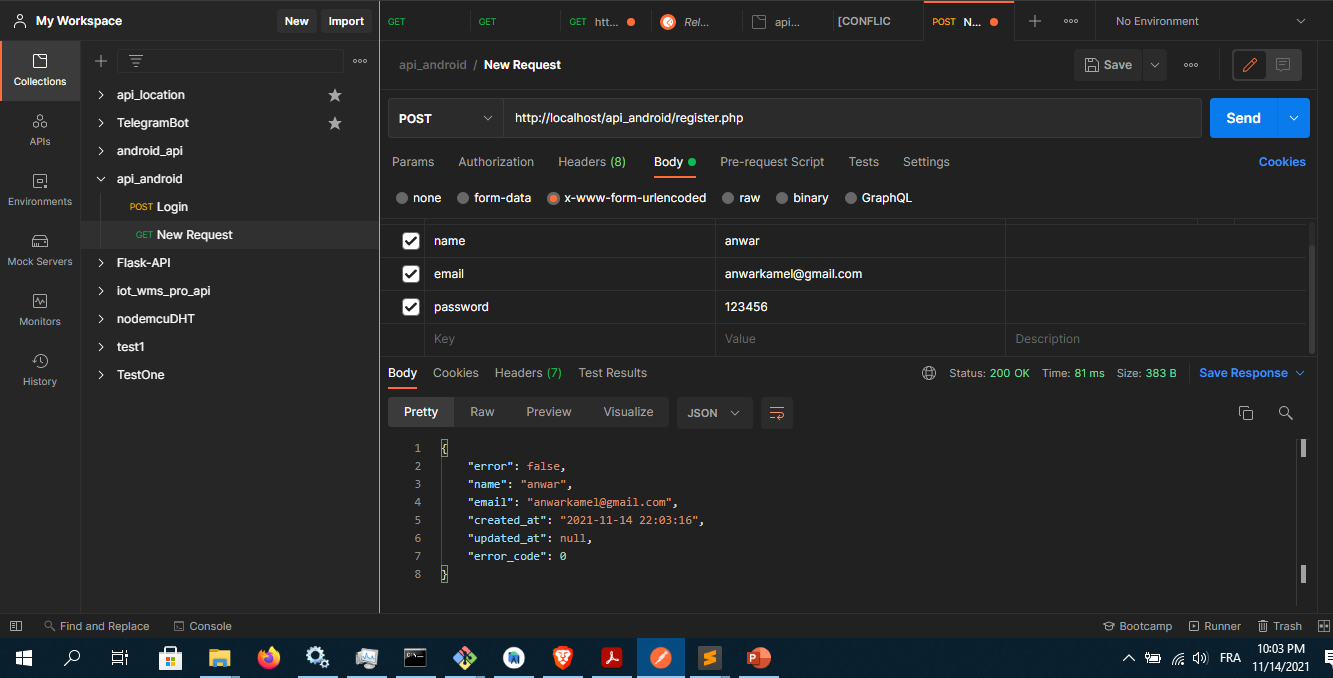 My Workspace New Import GET GET GET htt... Rel... api... [CONFLIC POST N... No Environment
Collections
APIs
Environments
Mock Servers
Monitors
History
api_location
TelegramBot
android_api
api_android
POST Login
GET New Request
Flask-API
iot_wms_pro_api
nodemcuDHT
test1
TestOne
api_android / New Request Save
POST http://localhost/api_android/register.php Send
Params Authorization Headers (8) Body Pre-request Script Tests Settings Cookies
none form-data x-www-form-urlencoded raw binary GraphQL
name anwar
email anwarkamel@gmail.com
password 123456
Key Value Description
Body Cookies Headers (7) Test Results Status: 200 OK Time: 81 ms Size: 383 B Save Response
Pretty Raw Preview Visualize JSON
1 {
2 "error": false,
3 "name": "anwar",
4 "email": "anwarkamel@gmail.com",
5 "created_at": "2021-11-14 22:03:16",
6 "updated_at": null,
7 "error_code": 0
8 }
Find and Replace Console Bootcamp Runner Trash
FRA 10:03 PM
11/14/2021